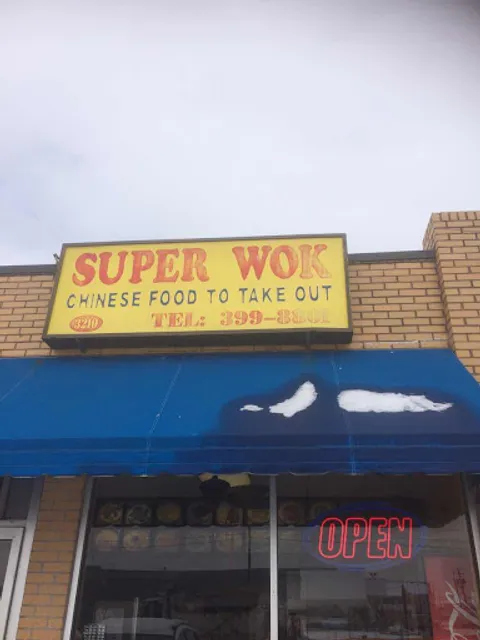 SUPER WOK
CHINESE FOOD TO TAKE OUT
3210 TEL: 399-8801
OPEN